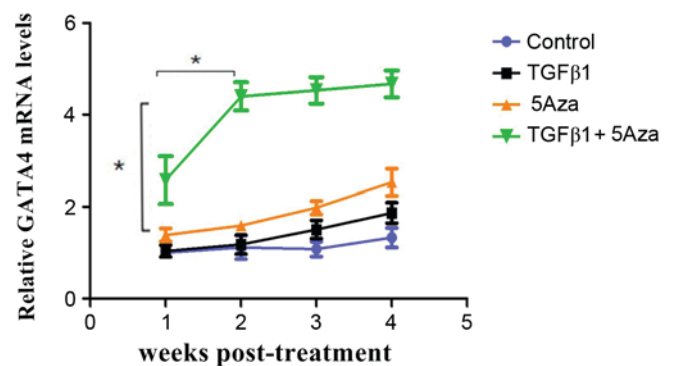 Relative GATA4 mRNA levels
6
4
2
0
*
*
0 1 2 3 4 5
weeks post-treatment
Control
TGFβ1
5Aza
TGFβ1+ 5Aza